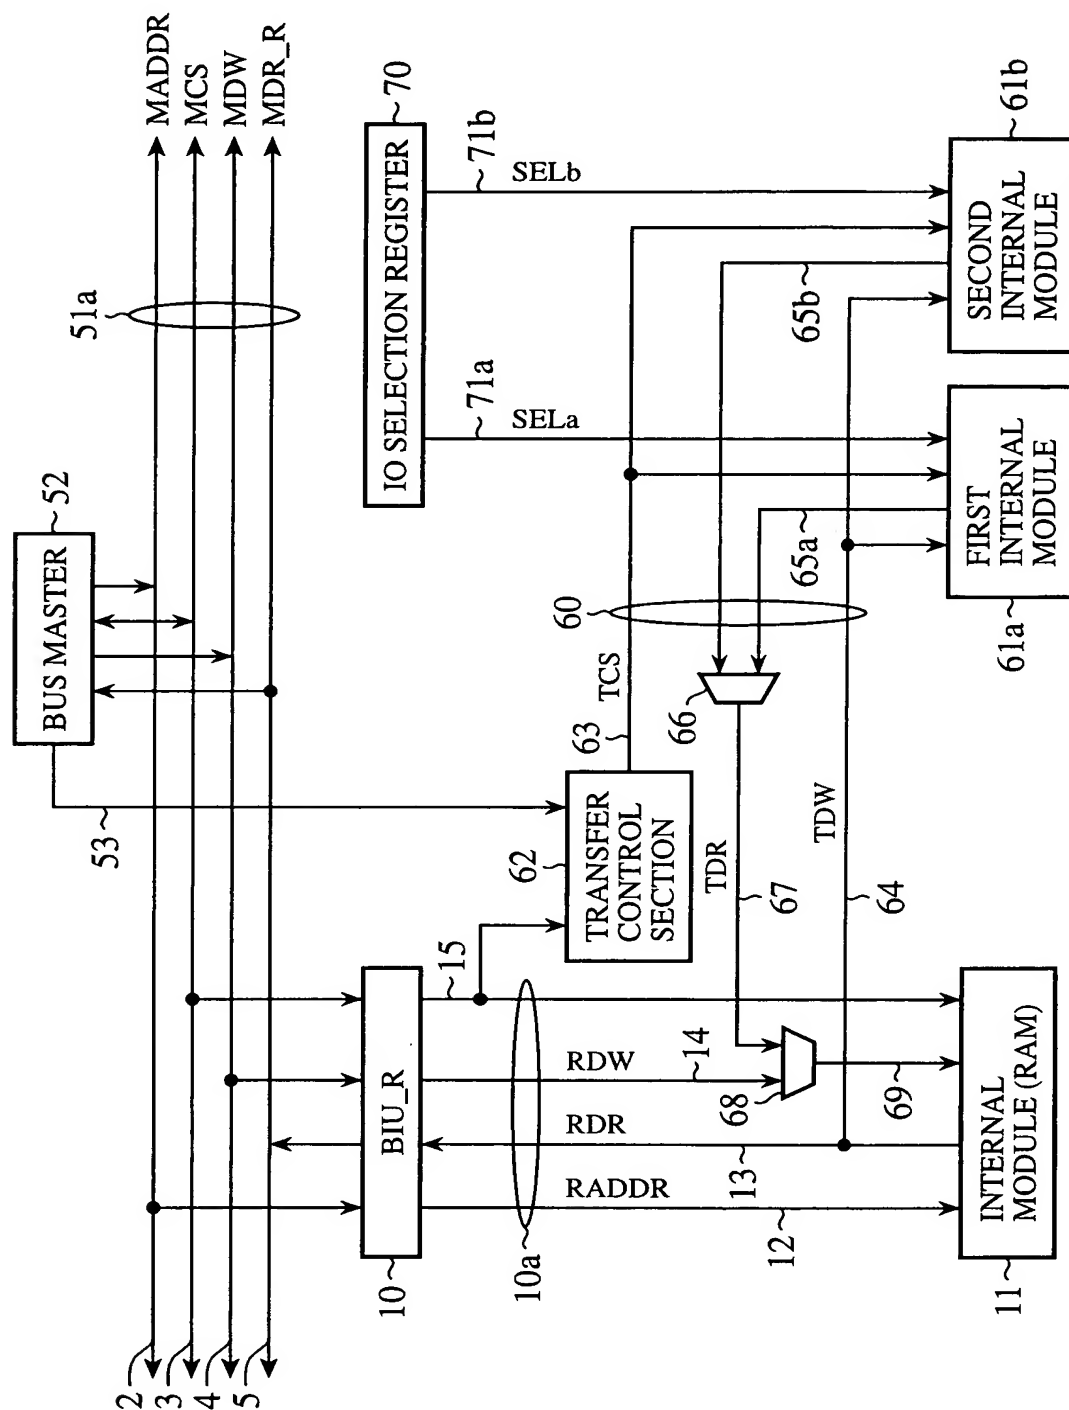 MADDR
MCS
MDW
MDR_R
51a
BUS MASTER
52
53
2
3
4
5
IO SELECTION REGISTER
70
71a
SELa
71b
SELb
BIU_R
10
10a
15
RDW
14
RDR
13
RADDR
12
TRANSFER
CONTROL
SECTION
62
63
TCS
60
66
TDR
67
TDW
64
65a
65b
68
69
INTERNAL
MODULE (RAM)
11
FIRST
INTERNAL
MODULE
61a
SECOND
INTERNAL
MODULE
61b